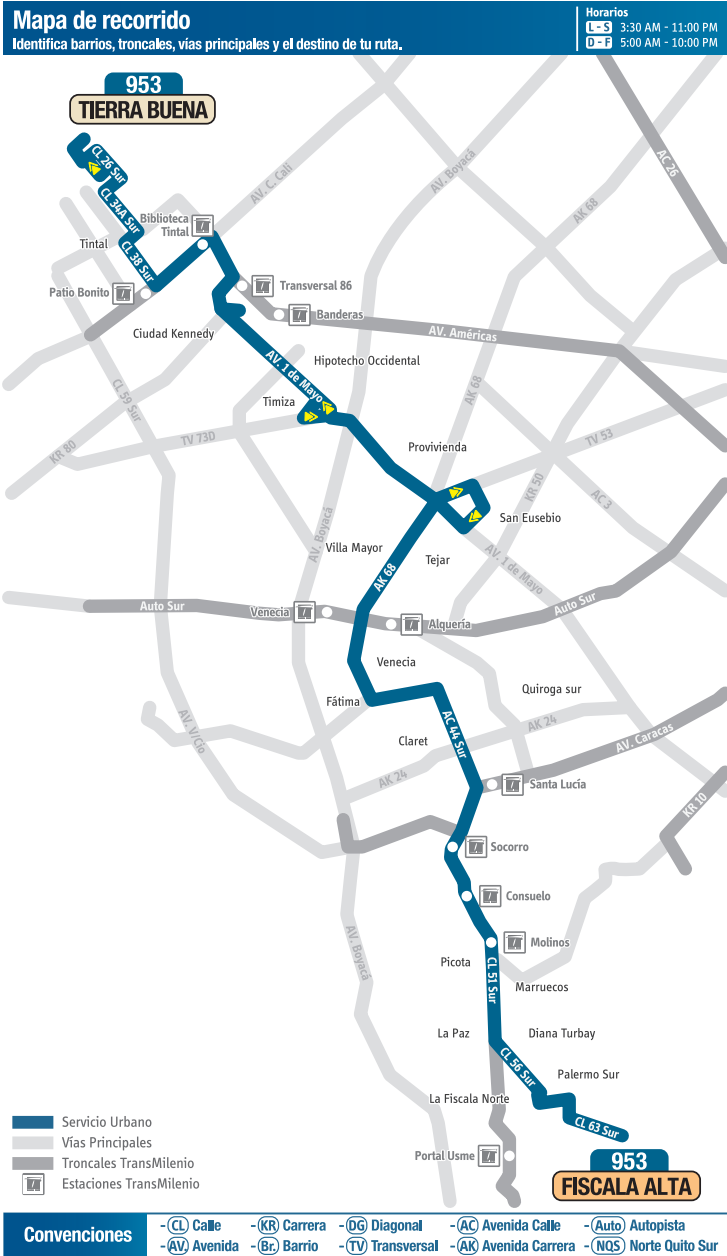 Mapa de recorrido
Identifica barrios, troncales, vías principales y el destino de tu ruta.
Horarios
L - S 3:30 AM - 11:00 PM
D - F 5:00 AM - 10:00 PM
953
TIERRA BUENA
CL 26 Sur
CL 34A Sur
CL 38 Sur
Tintal
Biblioteca
Tintal
AV. C. Cali
AV. Boyacá
AK 68
AC 26
Patio Bonito
Transversal 86
Banderas
AV. Américas
Ciudad Kennedy
AV. 1 de Mayo
Hipotecho Occidental
CL 59 Sur
Timiza
AK 68
KR 80
TV 73D
Provivienda
TV 53
KR 50
AC 3
San Eusebio
AV. Boyacá
Villa Mayor
Tejar
AV. 1 de Mayo
AK 68
Auto Sur
Venecia
Alquería
Auto Sur
Venecia
Fátima
Quiroga sur
AV. V/Cio
AC 44 Sur
AK 24
Claret
AV. Caracas
AK 24
Santa Lucía
KR 10
Socorro
Consuelo
Molinos
AV. Boyacá
Picota
CL 51 Sur
Marruecos
La Paz
Diana Turbay
CL 56 Sur
Palermo Sur
La Fiscala Norte
CL 63 Sur
Portal Usme
953
FISCALA ALTA
Servicio Urbano
Vías Principales
Troncales TransMilenio
Estaciones TransMilenio
Convenciones
- CL Calle - KR Carrera - DG Diagonal - AC Avenida Calle - Auto Autopista
- AV. Avenida - Br. Barrio - TV Transversal - AK Avenida Carrera - NQS Norte Quito Sur